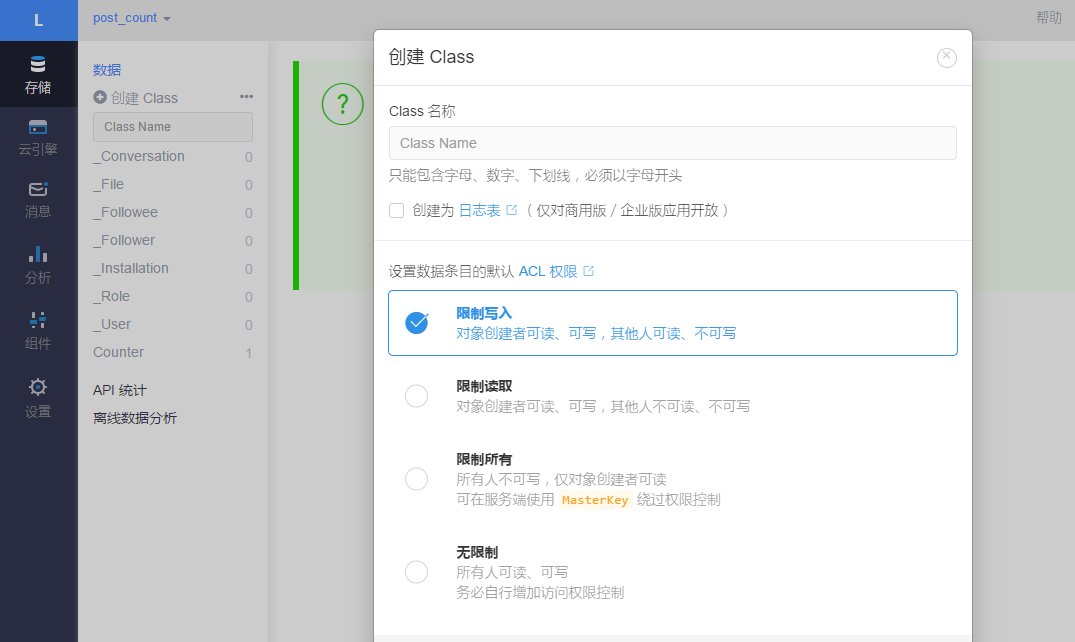 L
post_count
帮助
存储
云引擎
消息
分析
组件
设置
数据
创建 Class
Class Name
_Conversation 0
_File 0
_Followee 0
_Follower 0
_Installation 0
_Role 0
_User 0
Counter 1
API 统计
离线数据分析
?
创建 Class
Class 名称
Class Name
只能包含字母、数字、下划线，必须以字母开头
创建为 日志表 （ 仅对商用版 / 企业版应用开放 ）
设置数据条目的默认 ACL 权限
限制写入
对象创建者可读、可写，其他人可读、不可写
限制读取
对象创建者可读、可写，其他人不可读、不可写
限制所有
所有人不可写，仅对象创建者可读
可在服务端使用 MasterKey 绕过权限控制
无限制
所有人可读、可写
务必自行增加访问权限控制